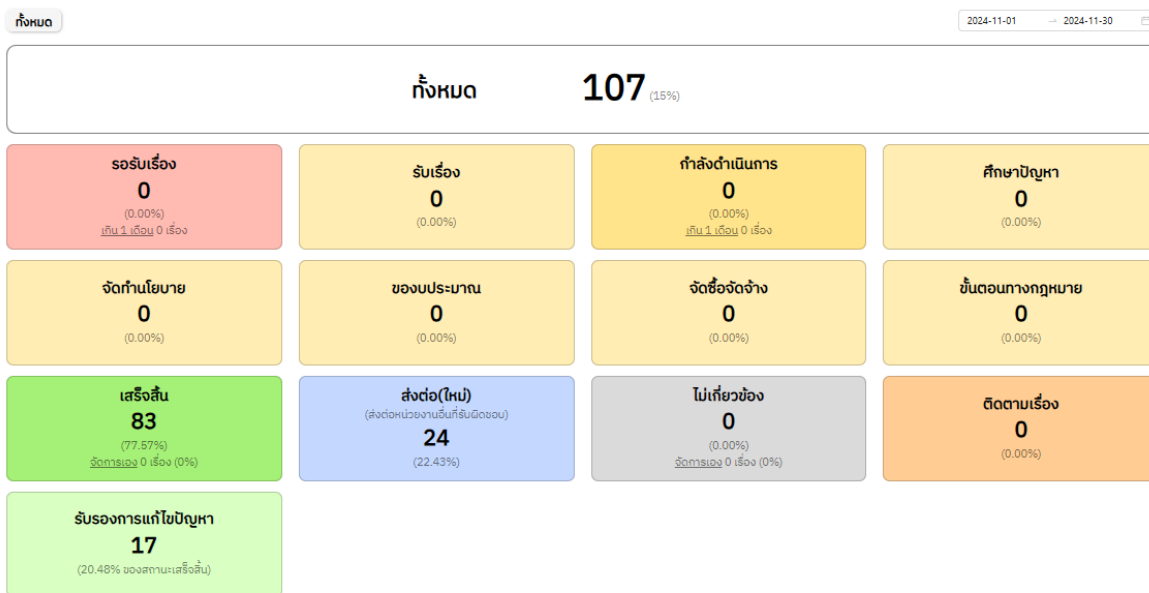 ทั้งหมด
2024-11-01 → 2024-11-30
ทั้งหมด 107 (15%)
รอรับเรื่อง
0
(0.00%)
เกิน 1 เดือน 0 เรื่อง
รับเรื่อง
0
(0.00%)
กำลังดำเนินการ
0
(0.00%)
เกิน 1 เดือน 0 เรื่อง
ศึกษาปัญหา
0
(0.00%)
จัดทำนโยบาย
0
(0.00%)
ของบประมาณ
0
(0.00%)
จัดซื้อจัดจ้าง
0
(0.00%)
ขั้นตอนทางกฎหมาย
0
(0.00%)
เสร็จสิ้น
83
(77.57%)
จัดการเอง 0 เรื่อง (0%)
ส่งต่อ(ใหม่)
(ส่งต่อหน่วยงานอื่นที่รับผิดชอบ)
24
(22.43%)
ไม่เกี่ยวข้อง
0
(0.00%)
จัดการเอง 0 เรื่อง (0%)
ติดตามเรื่อง
0
(0.00%)
รับรองการแก้ไขปัญหา
17
(20.48% ของสถานะเสร็จสิ้น)